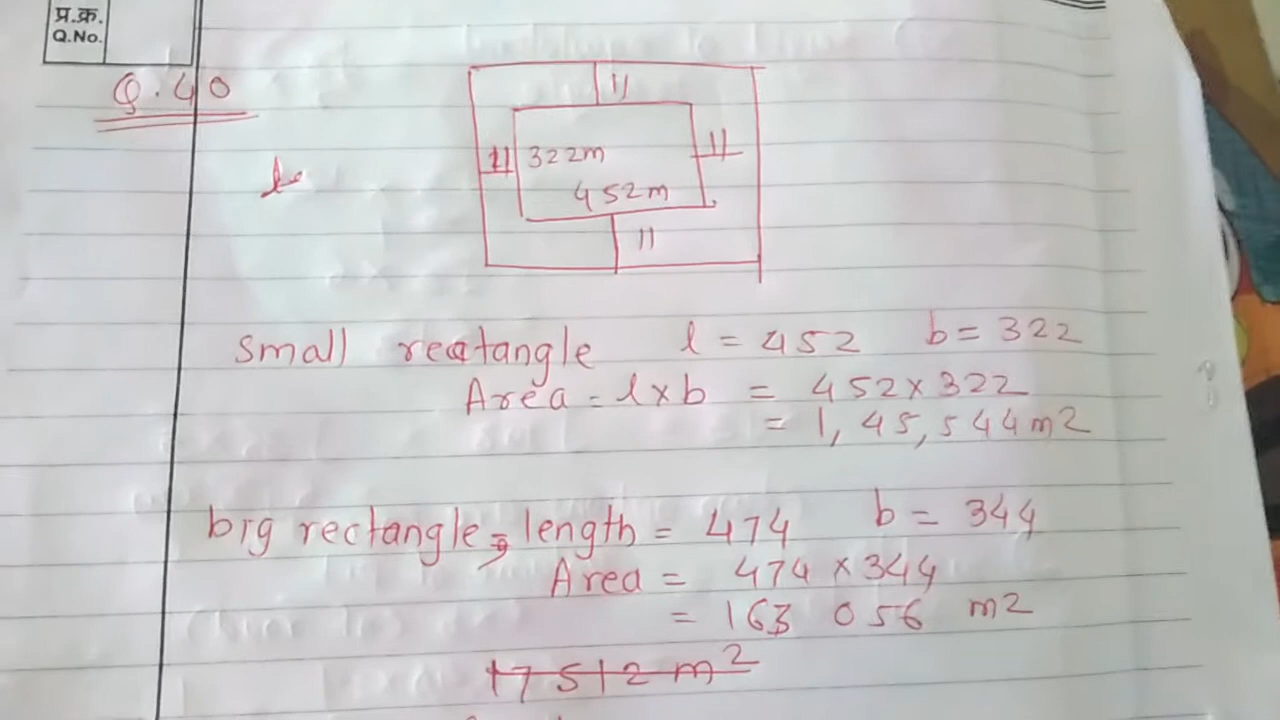 प्र.क्र.
Q.No.
Q.40
11
11 322m 11
452m
11
small reatangle l = 452 b = 322
Area = l x b = 452 x 322
= 1,45,544 m2
big rectangle, length = 474 b = 344
Area = 474 x 344
= 163 056 m2
17512 m²